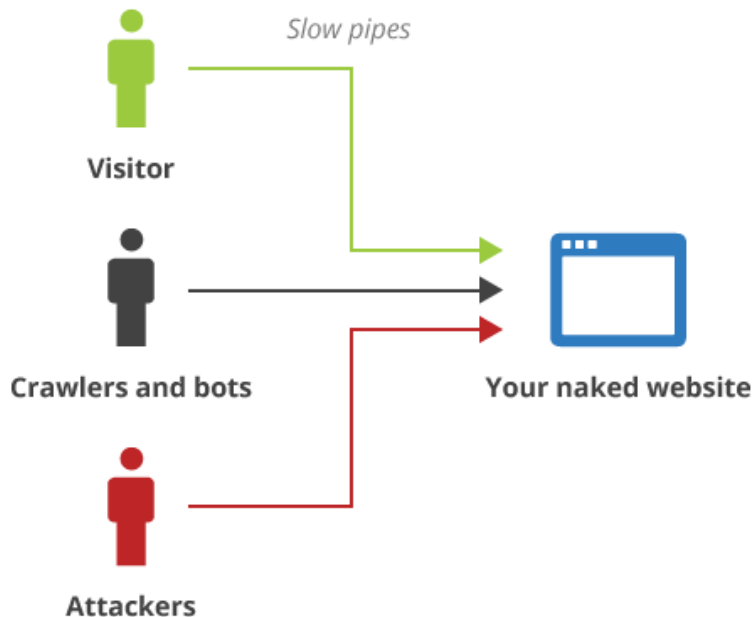 Slow pipes
Visitor
Crawlers and bots
Your naked website
Attackers